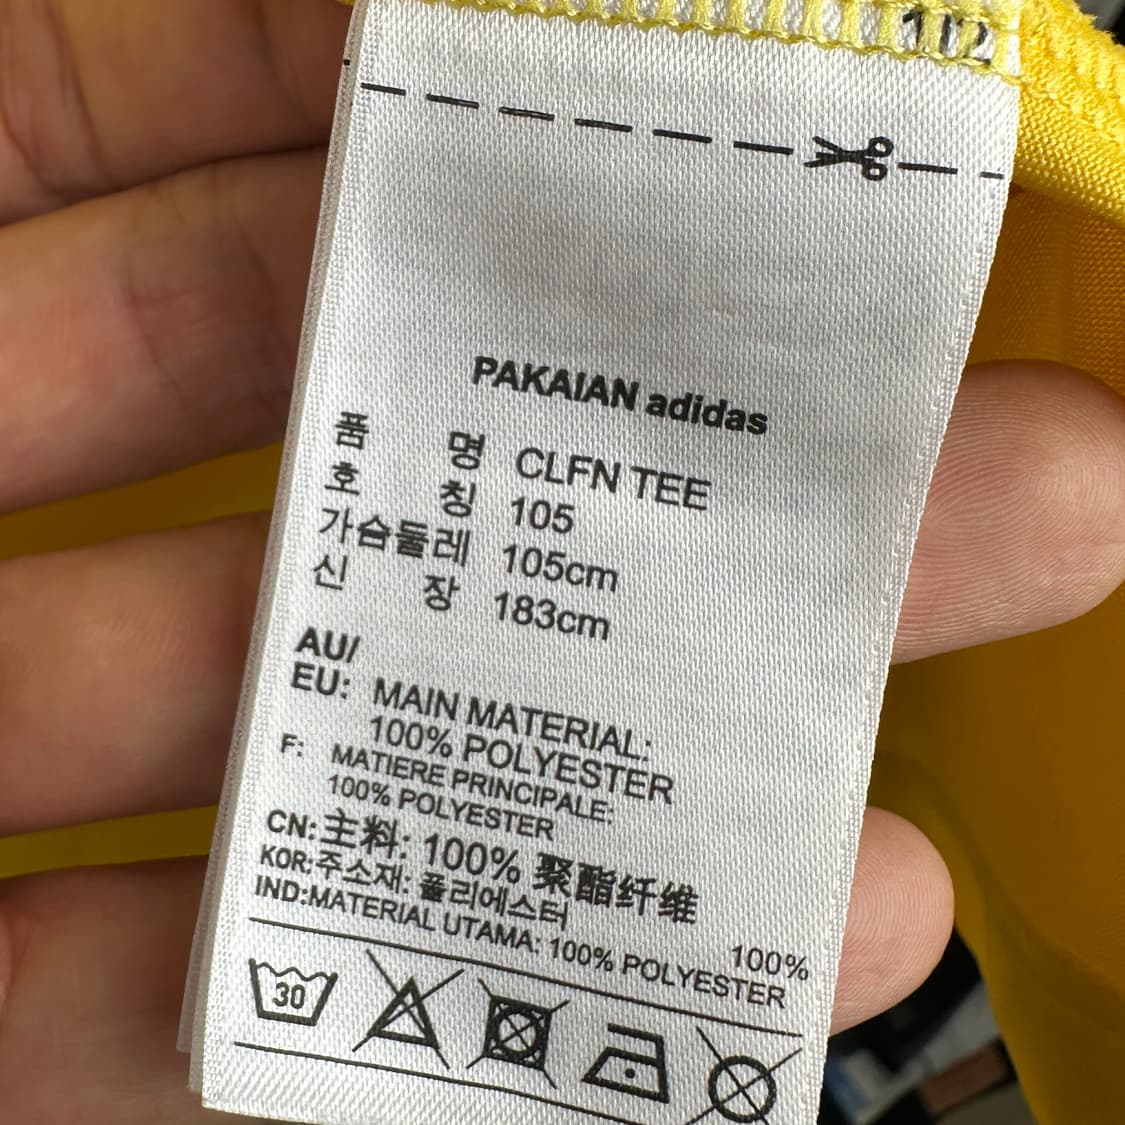 PAKAIAN adidas
품 명 CLFN TEE
호 칭 105
가슴둘레 105cm
신 장 183cm
AU/
EU: MAIN MATERIAL:
100% POLYESTER
F: MATIERE PRINCIPALE:
100% POLYESTER
CN:主料: 100% 聚酯纤维
KOR:주소재: 폴리에스터 100%
IND:MATERIAL UTAMA: 100% POLYESTER
30